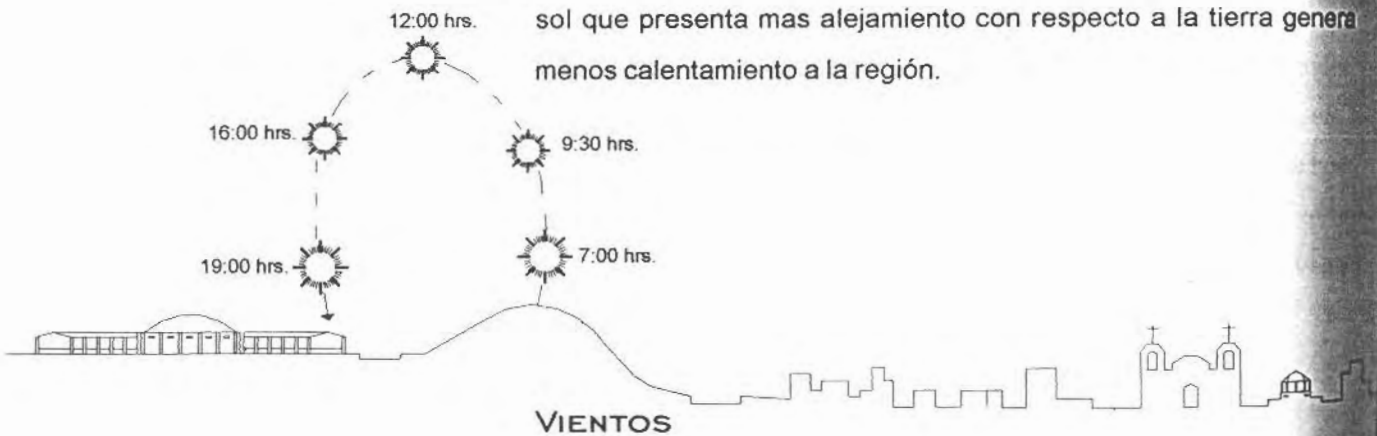 sol que presenta mas alejamiento con respecto a la tierra genera
menos calentamiento a la región.
12:00 hrs.
16:00 hrs.
9:30 hrs.
19:00 hrs.
7:00 hrs.
VIENTOS